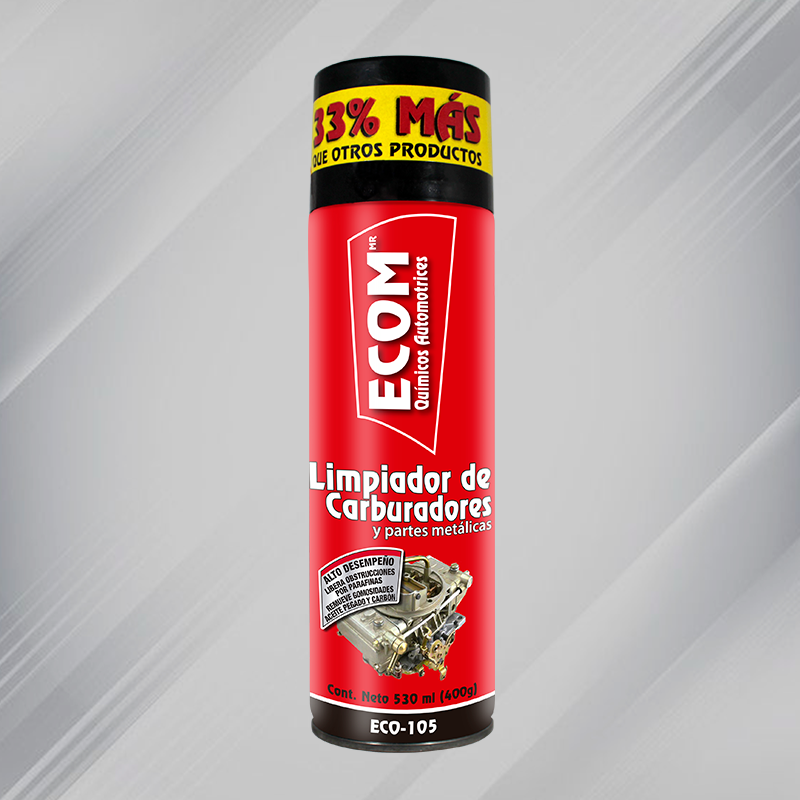 33% MÁS
QUE OTROS PRODUCTOS
ECOM MR
Químicos Automotrices
Limpiador de
Carburadores
y partes metálicas
ALTO DESEMPEÑO
LIBERA OBSTRUCCIONES
POR PARAFINAS
REMUEVE GOMOSIDADES
ACEITE PEGADO Y CARBÓN
Cont. Neto 530 ml (400g)
ECO-105